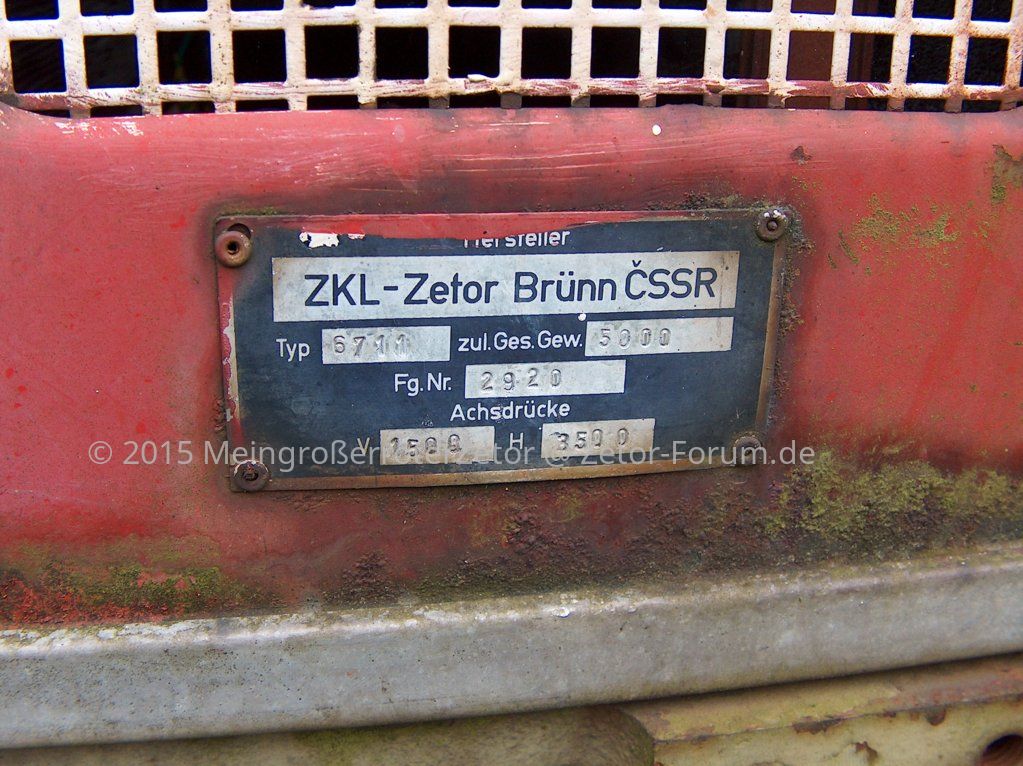 Hersteller
ZKL-Zetor Brünn ČSSR
Typ 6711 zul. Ges. Gew. 5000
Fg. Nr. 2920
Achsdrücke
V 1500 H 3500
© 2015 Meingroßer @ Zetor-Forum.de